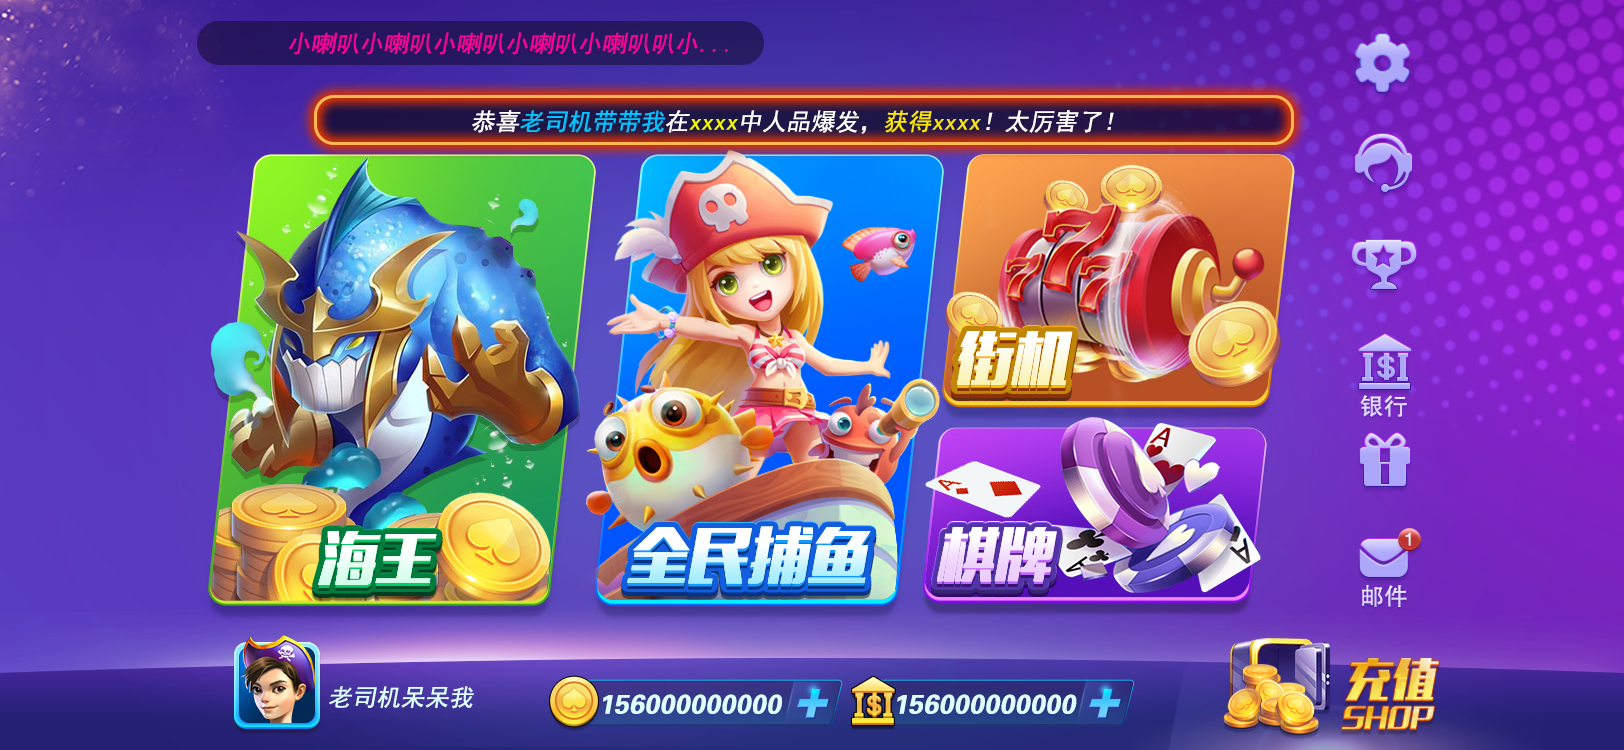 小喇叭小喇叭小喇叭小喇叭小喇叭叭小...
恭喜老司机带带我在xxxx中人品爆发，获得xxxx！太厉害了！
777
街机
A
A
A
A
棋牌
海王
全民捕鱼
银行
1
邮件
老司机呆呆我
156000000000
156000000000
充值
SHOP